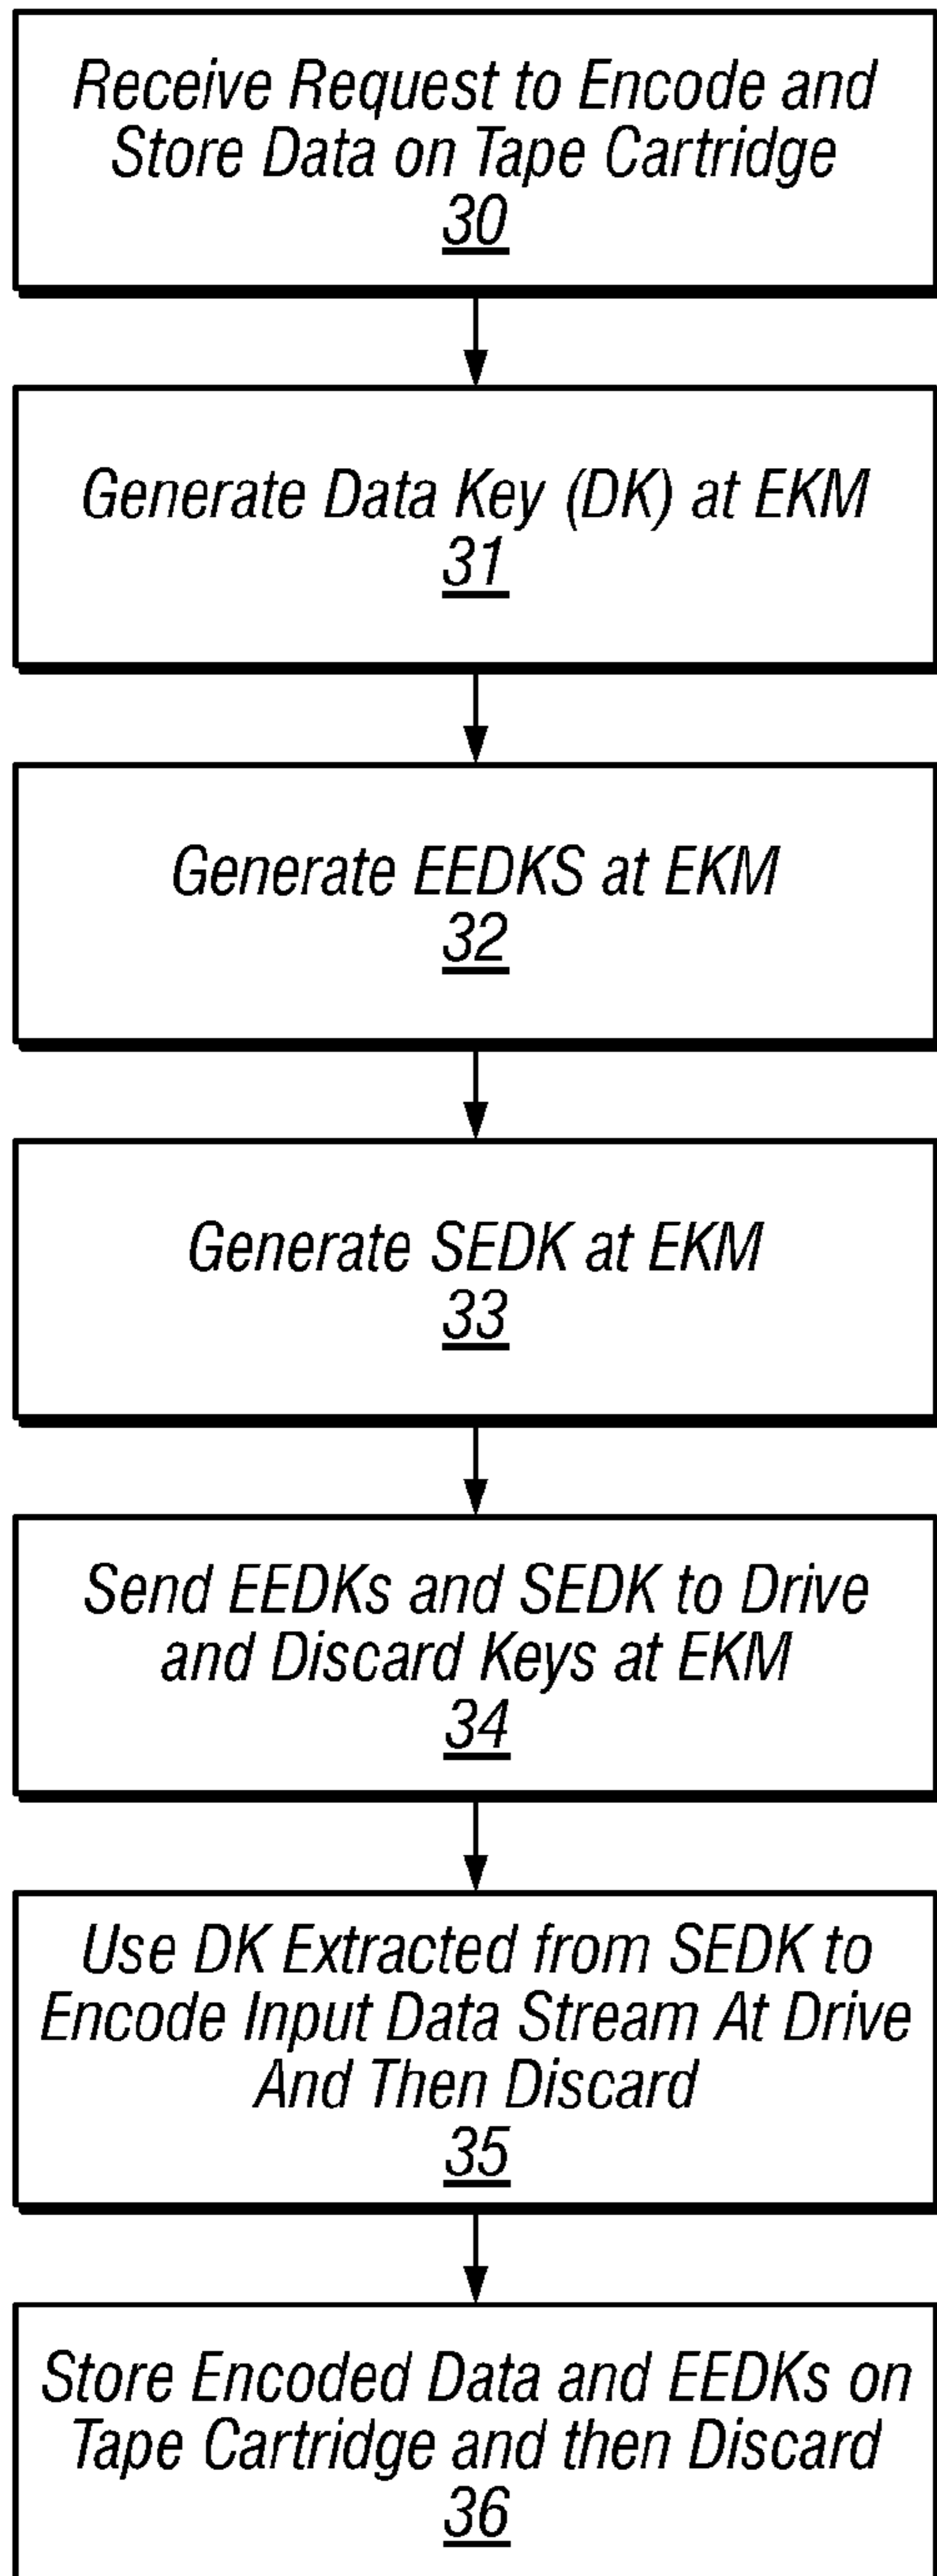 Receive Request to Encode and
Store Data on Tape Cartridge
30
Generate Data Key (DK) at EKM
31
Generate EEDKS at EKM
32
Generate SEDK at EKM
33
Send EEDKs and SEDK to Drive
and Discard Keys at EKM
34
Use DK Extracted from SEDK to
Encode Input Data Stream At Drive
And Then Discard
35
Store Encoded Data and EEDKs on
Tape Cartridge and then Discard
36